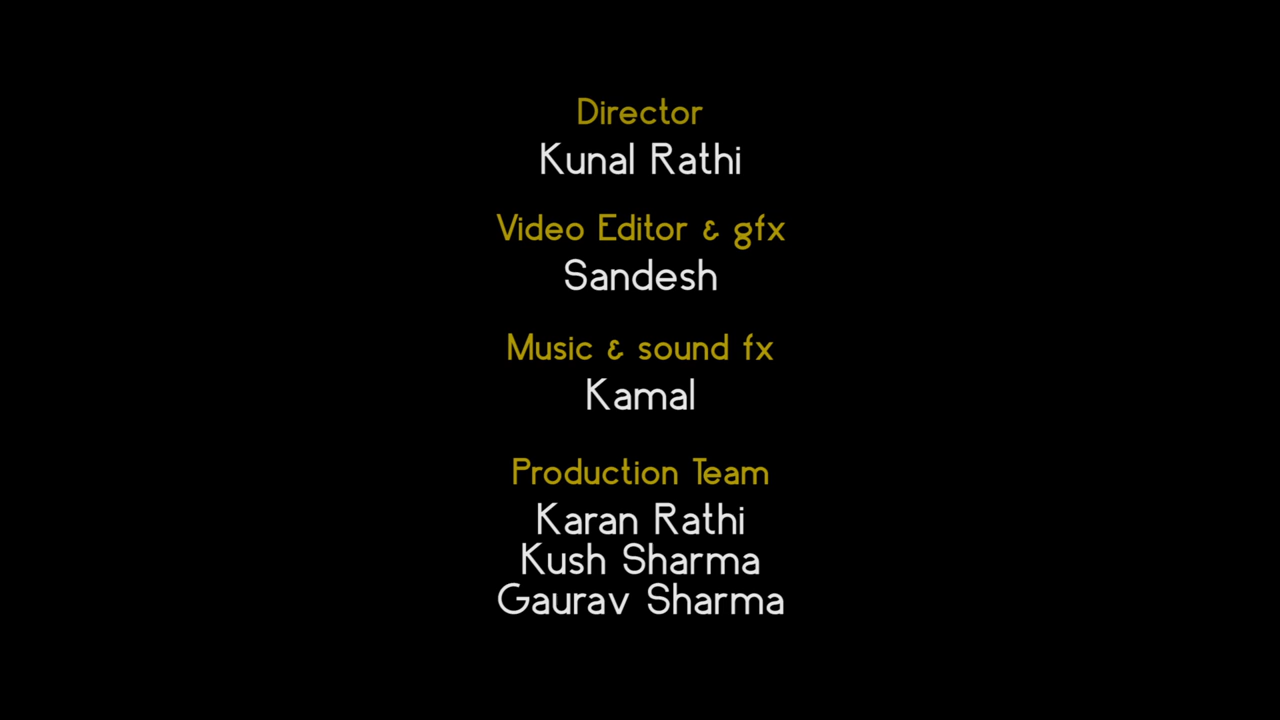 Director
Kunal Rathi
Video Editor & gfx
Sandesh
Music & sound fx
Kamal
Production Team
Karan Rathi
Kush Sharma
Gaurav Sharma